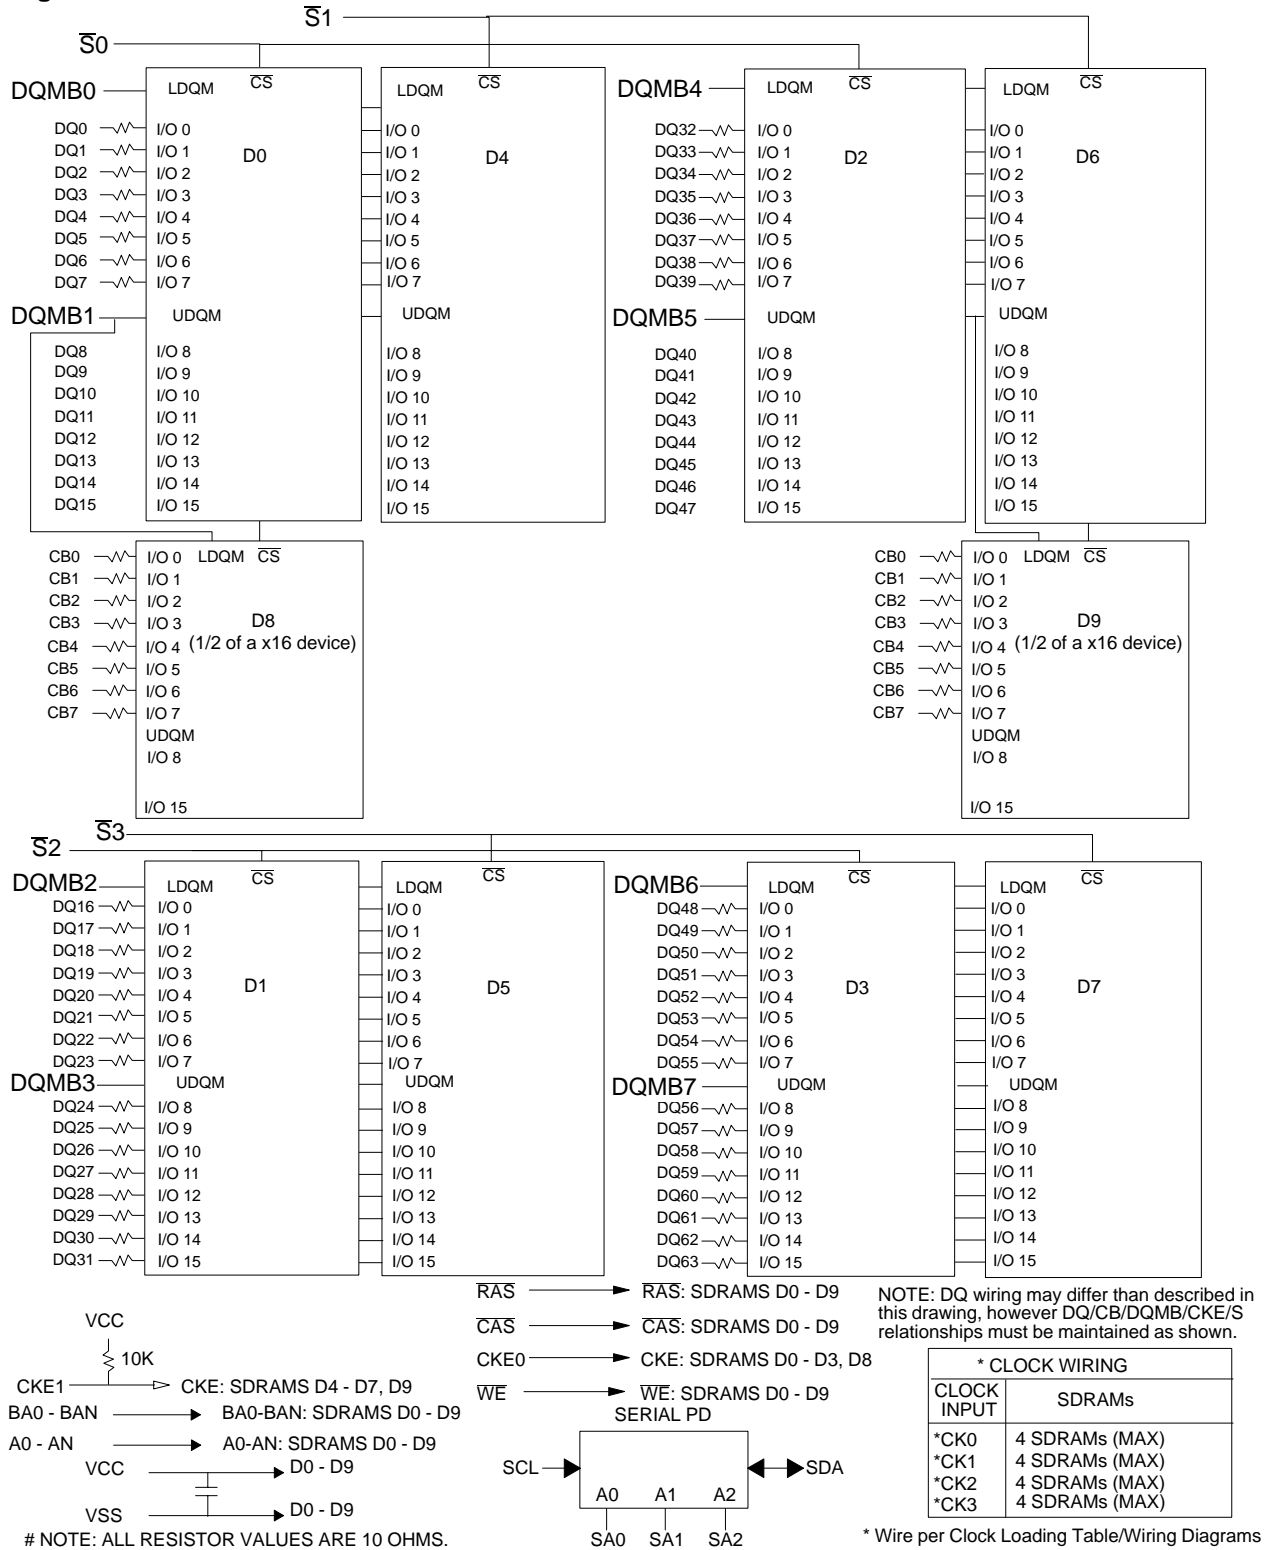 S1
S0
DQMB0
LDQM CS
LDQM CS
DQMB4
LDQM CS
LDQM CS
DQ0 I/O 0 I/O 0 DQ32 I/O 0 I/O 0
DQ1 I/O 1 I/O 1 DQ33 I/O 1 I/O 1
D0 D4 D2 D6
DQ2 I/O 2 I/O 2 DQ34 I/O 2 I/O 2
DQ3 I/O 3 I/O 3 DQ35 I/O 3 I/O 3
DQ4 I/O 4 I/O 4 DQ36 I/O 4 I/O 4
DQ5 I/O 5 I/O 5 DQ37 I/O 5 I/O 5
DQ6 I/O 6 I/O 6 DQ38 I/O 6 I/O 6
DQ7 I/O 7 I/O 7 DQ39 I/O 7 I/O 7
DQMB1 UDQM UDQM DQMB5 UDQM UDQM
DQ8 I/O 8 I/O 8 DQ40 I/O 8 I/O 8
DQ9 I/O 9 I/O 9 DQ41 I/O 9 I/O 9
DQ10 I/O 10 I/O 10 DQ42 I/O 10 I/O 10
DQ11 I/O 11 I/O 11 DQ43 I/O 11 I/O 11
DQ12 I/O 12 I/O 12 DQ44 I/O 12 I/O 12
DQ13 I/O 13 I/O 13 DQ45 I/O 13 I/O 13
DQ14 I/O 14 I/O 14 DQ46 I/O 14 I/O 14
DQ15 I/O 15 I/O 15 DQ47 I/O 15 I/O 15
CB0 I/O 0 LDQM CS CB0 I/O 0 LDQM CS
CB1 I/O 1 CB1 I/O 1
CB2 I/O 2 CB2 I/O 2
CB3 I/O 3 D8 CB3 I/O 3 D9
CB4 I/O 4 (1/2 of a x16 device) CB4 I/O 4 (1/2 of a x16 device)
CB5 I/O 5 CB5 I/O 5
CB6 I/O 6 CB6 I/O 6
CB7 I/O 7 CB7 I/O 7
UDQM UDQM
I/O 8 I/O 8
I/O 15 I/O 15
S3
S2
DQMB2 LDQM CS LDQM CS DQMB6 LDQM CS LDQM CS
DQ16 I/O 0 I/O 0 DQ48 I/O 0 I/O 0
DQ17 I/O 1 I/O 1 DQ49 I/O 1 I/O 1
DQ18 I/O 2 I/O 2 DQ50 I/O 2 I/O 2
DQ19 I/O 3 I/O 3 DQ51 I/O 3 I/O 3
D1 D5 D3 D7
DQ20 I/O 4 I/O 4 DQ52 I/O 4 I/O 4
DQ21 I/O 5 I/O 5 DQ53 I/O 5 I/O 5
DQ22 I/O 6 I/O 6 DQ54 I/O 6 I/O 6
DQ23 I/O 7 I/O 7 DQ55 I/O 7 I/O 7
DQMB3 UDQM UDQM DQMB7 UDQM UDQM
DQ24 I/O 8 I/O 8 DQ56 I/O 8 I/O 8
DQ25 I/O 9 I/O 9 DQ57 I/O 9 I/O 9
DQ26 I/O 10 I/O 10 DQ58 I/O 10 I/O 10
DQ27 I/O 11 I/O 11 DQ59 I/O 11 I/O 11
DQ28 I/O 12 I/O 12 DQ60 I/O 12 I/O 12
DQ29 I/O 13 I/O 13 DQ61 I/O 13 I/O 13
DQ30 I/O 14 I/O 14 DQ62 I/O 14 I/O 14
DQ31 I/O 15 I/O 15 DQ63 I/O 15 I/O 15
VCC
10K
CKE1 CKE: SDRAMS D4 - D7, D9
BA0 - BAN BA0-BAN: SDRAMS D0 - D9
A0 - AN A0-AN: SDRAMS D0 - D9
VCC D0 - D9
VSS D0 - D9
# NOTE: ALL RESISTOR VALUES ARE 10 OHMS.
RAS RAS: SDRAMS D0 - D9
CAS CAS: SDRAMS D0 - D9
CKE0 CKE: SDRAMS D0 - D3, D8
WE WE: SDRAMS D0 - D9
SERIAL PD
SCL SDA
A0 A1 A2
SA0 SA1 SA2
NOTE: DQ wiring may differ than described in
this drawing, however DQ/CB/DQMB/CKE/S
relationships must be maintained as shown.
* CLOCK WIRING
CLOCK INPUT SDRAMs
*CK0 4 SDRAMs (MAX)
*CK1 4 SDRAMs (MAX)
*CK2 4 SDRAMs (MAX)
*CK3 4 SDRAMs (MAX)
* Wire per Clock Loading Table/Wiring Diagrams